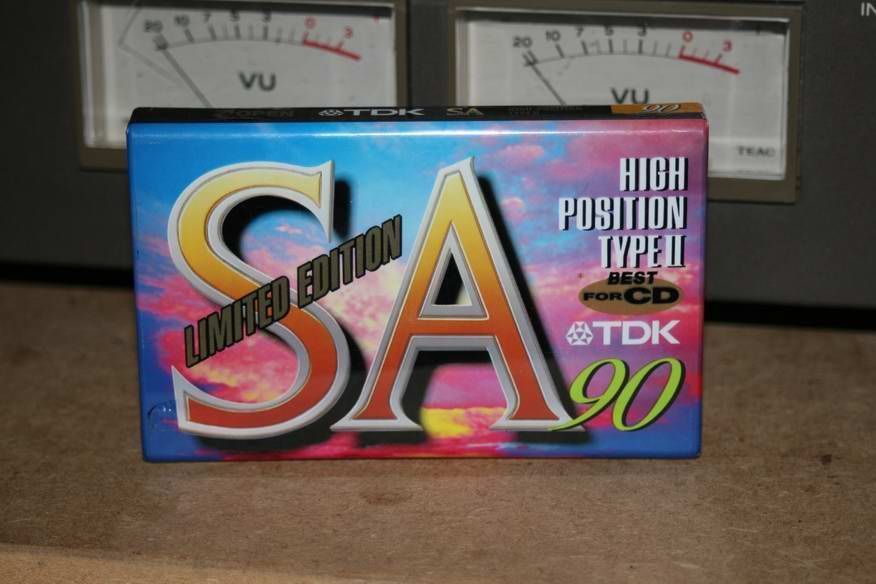 IN
20 10 7 5 3 0 3
VU
20 10 7 5 3 0 3
VU
TEAC
TDK SA 90
SA
LIMITED EDITION
HIGH
POSITION
TYPE II
BEST
FOR CD
TDK
90